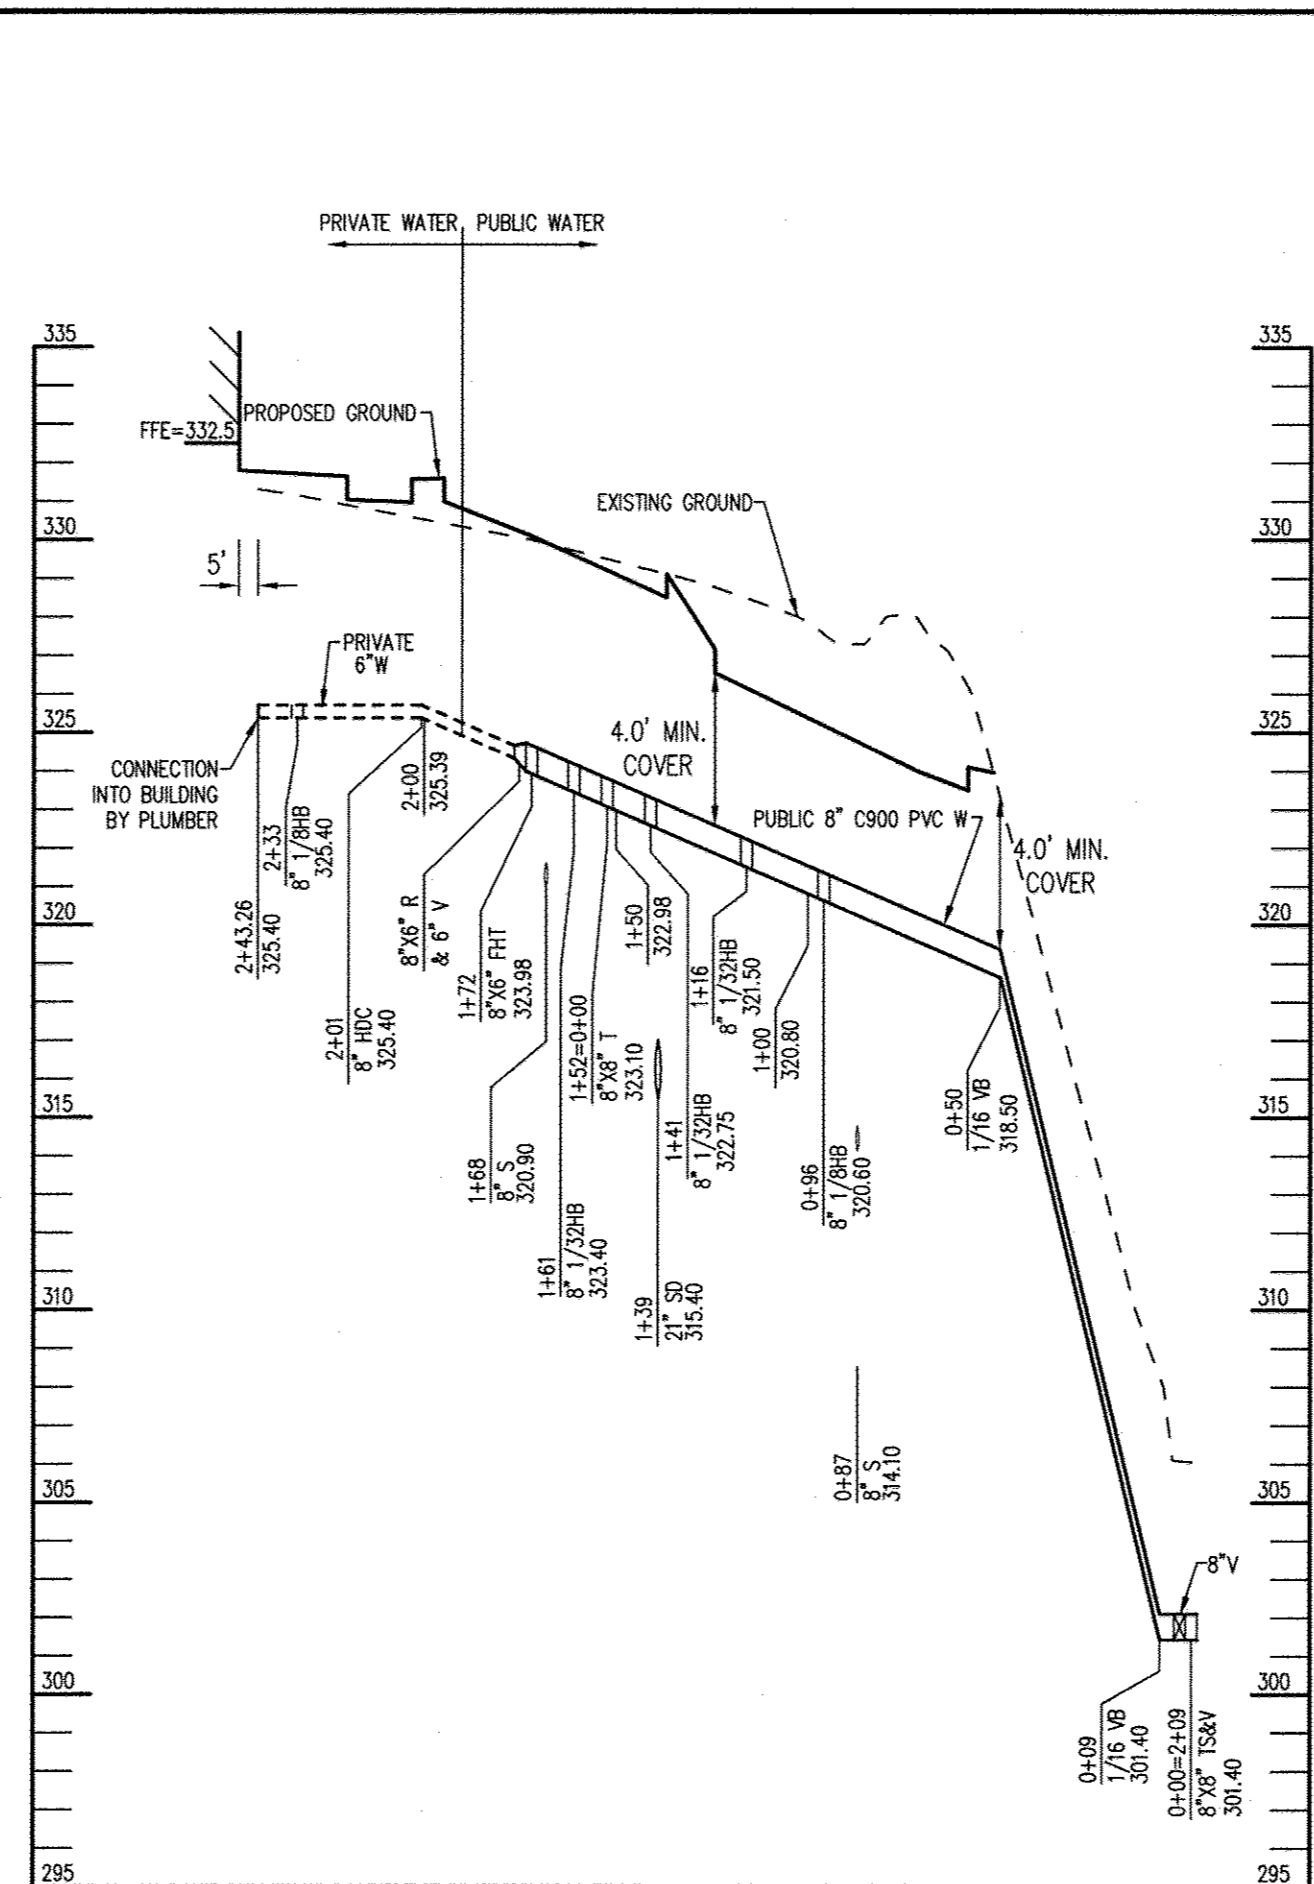 PRIVATE WATER
PUBLIC WATER
335
335
PROPOSED GROUND
FFE=332.5
EXISTING GROUND
330
330
5'
PRIVATE
6"W
325
325
4.0' MIN.
COVER
CONNECTION
INTO BUILDING
BY PLUMBER
PUBLIC 8" C900 PVC W
4.0' MIN.
COVER
320
320
2+43.26
325.40
2+33
8" 1/8HB
325.40
2+01
8" HDC
325.40
2+00
325.39
8"X6" R
& 6" V
1+72
8"X6" FHT
323.98
1+68
8" S
320.90
1+61
8" 1/32HB
323.40
1+52=0+00
8"X8" T
323.10
1+50
322.98
1+39
21" SD
315.40
1+41
8" 1/32HB
322.75
1+16
8" 1/32HB
321.50
1+00
320.80
0+96
8" 1/8HB
320.60
0+87
8" S
314.10
0+50
1/16 VB
318.50
315
315
310
310
305
305
8"V
300
300
0+09
1/16 VB
301.40
0+00=2+09
8"X8" TS&V
301.40
295
295